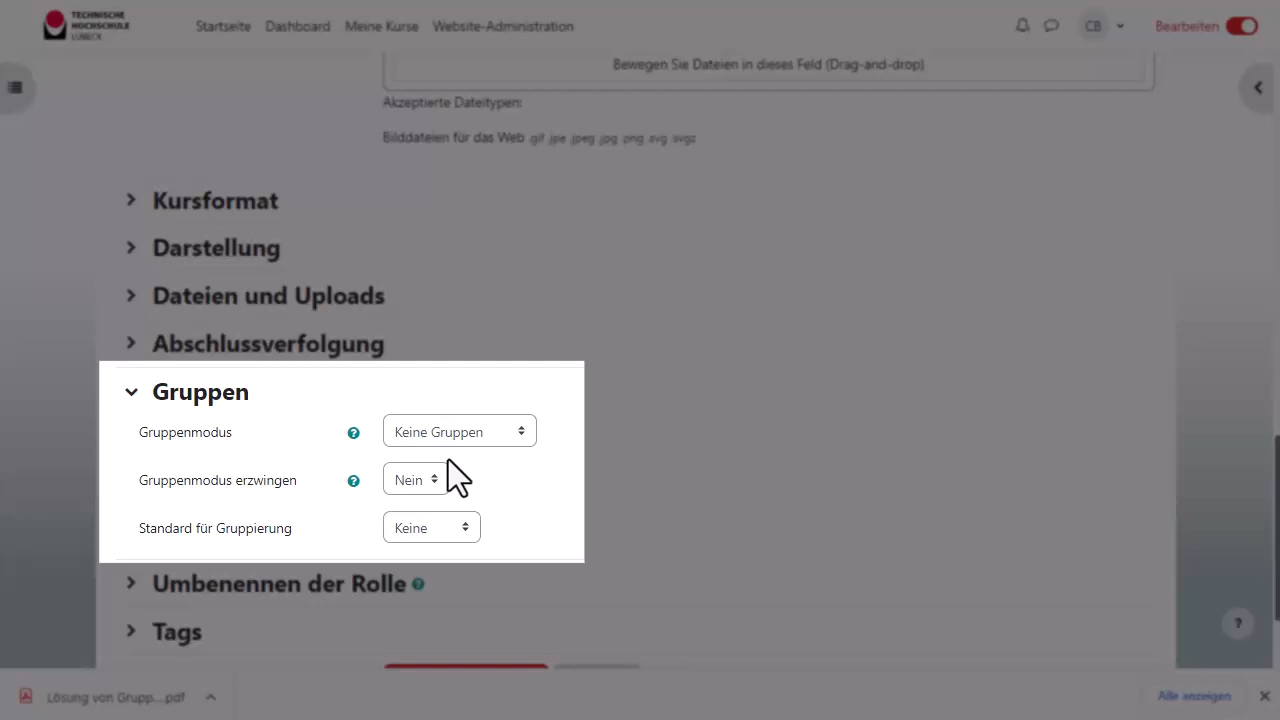 TECHNISCHE
HOCHSCHULE
LÜBECK
Startseite Dashboard Meine Kurse Website-Administration
CB
Bearbeiten
Bewegen Sie Dateien in dieses Feld (Drag-and-drop)
Akzeptierte Dateitypen:
Bilddateien für das Web .gif .jpe .jpeg .jpg .png .svg .svgz
Kursformat
Darstellung
Dateien und Uploads
Abschlussverfolgung
Gruppen
Gruppenmodus ? Keine Gruppen
Gruppenmodus erzwingen ? Nein
Standard für Gruppierung Keine
Umbenennen der Rolle ?
Tags
?
Lösung von Grupp....pdf
Alle anzeigen